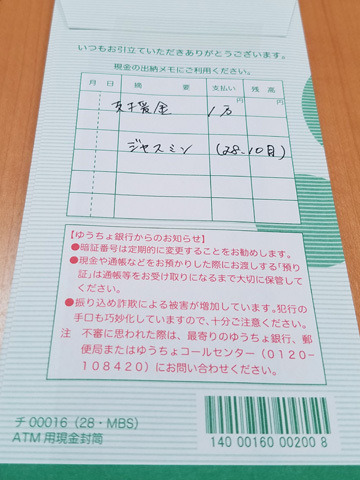 いつもお引立ていただきありがとうございます。
現金の出納メモにご利用ください。
月 日 摘 要 支払い 残 高
円 円
1万
ジャスミン (28.10月)
【ゆうちょ銀行からのお知らせ】
●暗証番号は定期的に変更することをお勧めします。
●現金や通帳などをお預かりした際にお渡しする「預り
証」は通帳等をお受け取りになるまで大切に保管して
ください。
●振り込め詐欺による被害が増加しています。犯行の
手口も巧妙化していますので、十分ご注意ください。
注 不審に思われた際は、最寄りのゆうちょ銀行、郵
便局またはゆうちょコールセンター(0120-
108420)にお問い合わせください。
チ00016(28・MBS)
ATM用現金封筒
140 00160 00200 8